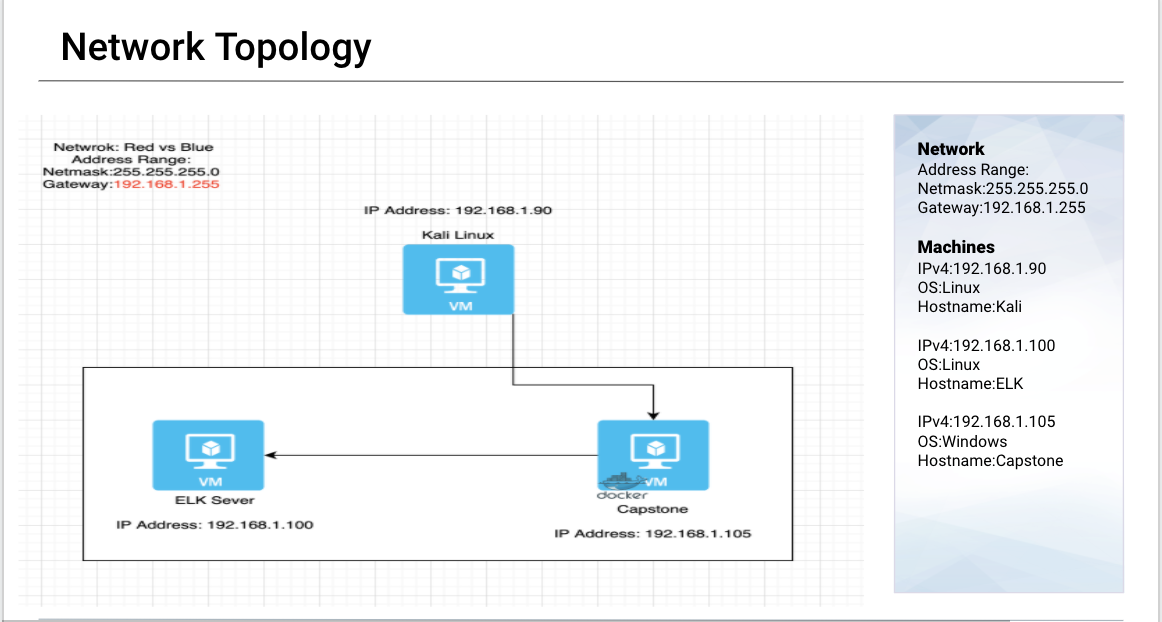 Network Topology
Netwrok: Red vs Blue
Address Range:
Netmask:255.255.255.0
Gateway:192.168.1.255
IP Address: 192.168.1.90
Kali Linux
VM
VM
ELK Sever
IP Address: 192.168.1.100
VM
docker
Capstone
IP Address: 192.168.1.105
Network
Address Range:
Netmask:255.255.255.0
Gateway:192.168.1.255
Machines
IPv4:192.168.1.90
OS:Linux
Hostname:Kali
IPv4:192.168.1.100
OS:Linux
Hostname:ELK
IPv4:192.168.1.105
OS:Windows
Hostname:Capstone